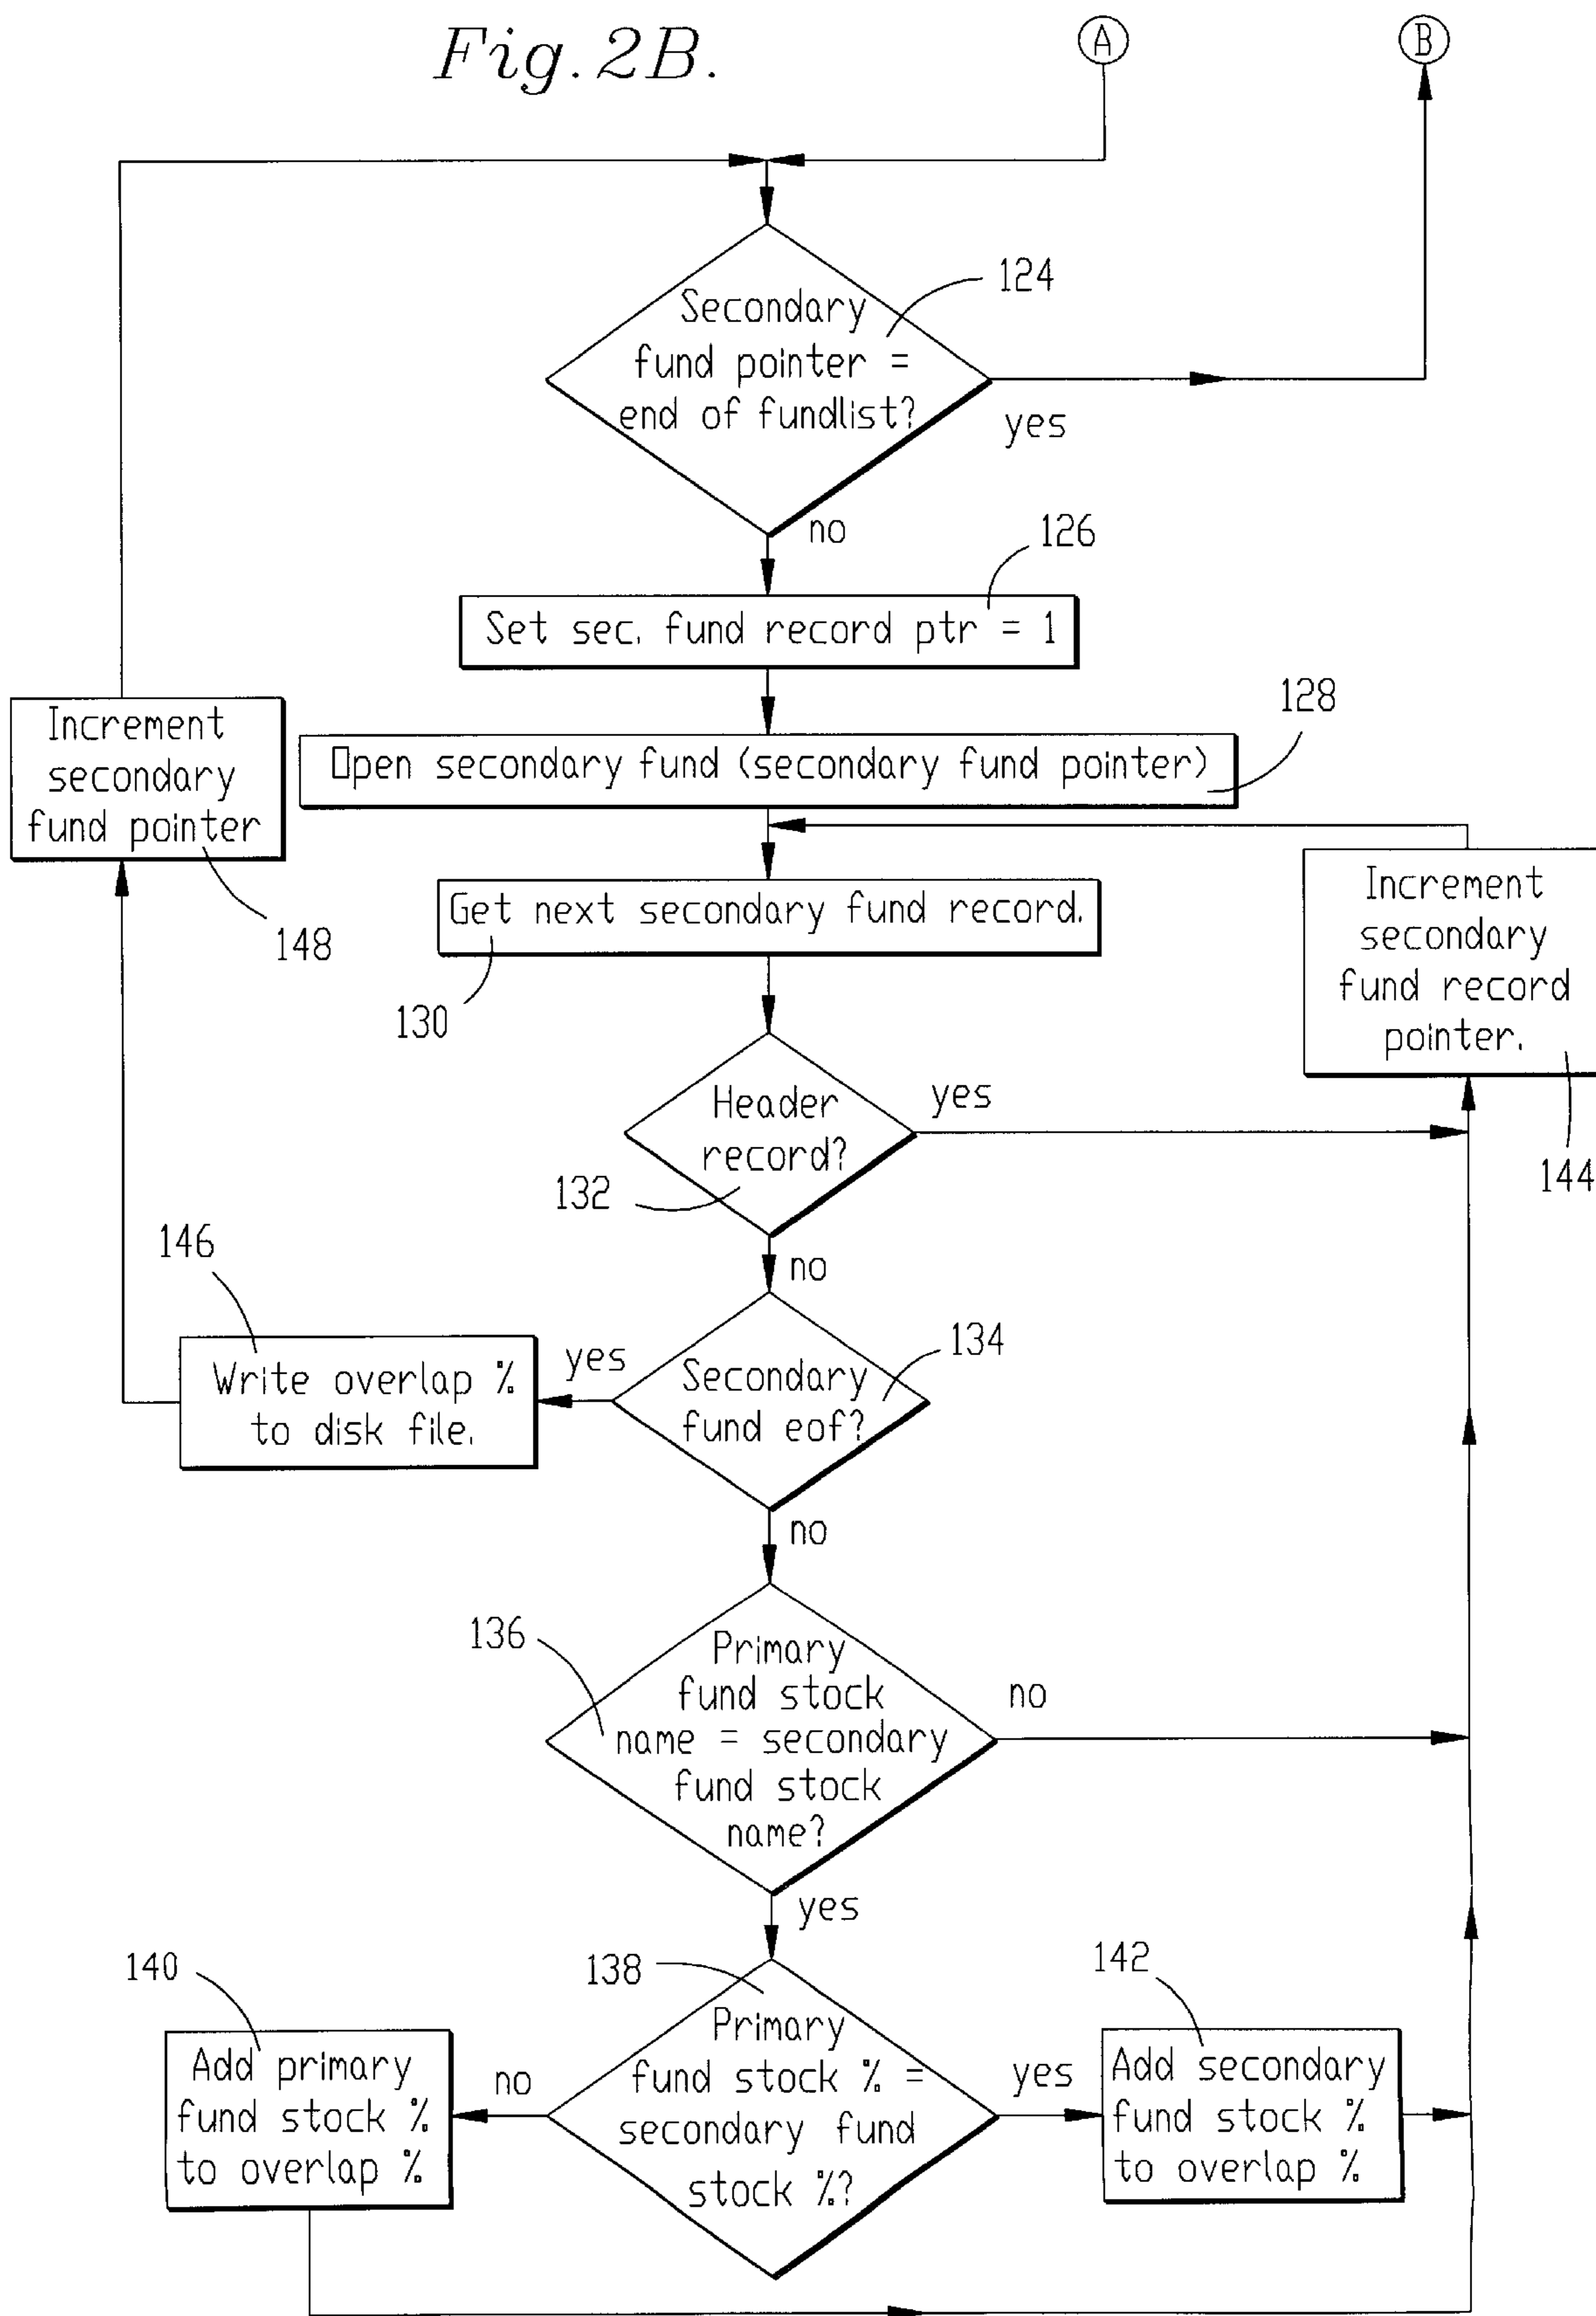 Fig. 2B.
A
B
124
Secondary
fund pointer =
end of fundlist?
yes
no
126
Set sec. fund record ptr = 1
128
Increment
secondary
fund pointer
148
Open secondary fund (secondary fund pointer)
Get next secondary fund record.
130
Increment
secondary
fund record
pointer.
144
Header
record?
yes
132
no
146
Write overlap %
to disk file.
yes
134
Secondary
fund eof?
no
136
Primary
fund stock
name = secondary
fund stock
name?
no
yes
140
138
142
Add primary
fund stock %
to overlap %
no
Primary
fund stock % =
secondary fund
stock %?
yes
Add secondary
fund stock %
to overlap %